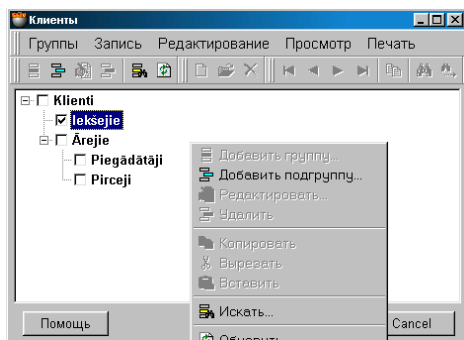 Клиенты
Группы Запись Редактирование Просмотр Печать
Klienti
Iekšejie
Ārejie
Piegādātāji
Pirceji
Добавить группу...
Добавить подгруппу...
Редактировать...
Удалить
Копировать
Вырезать
Вставить
Искать...
Обновить
Помощь
Cancel